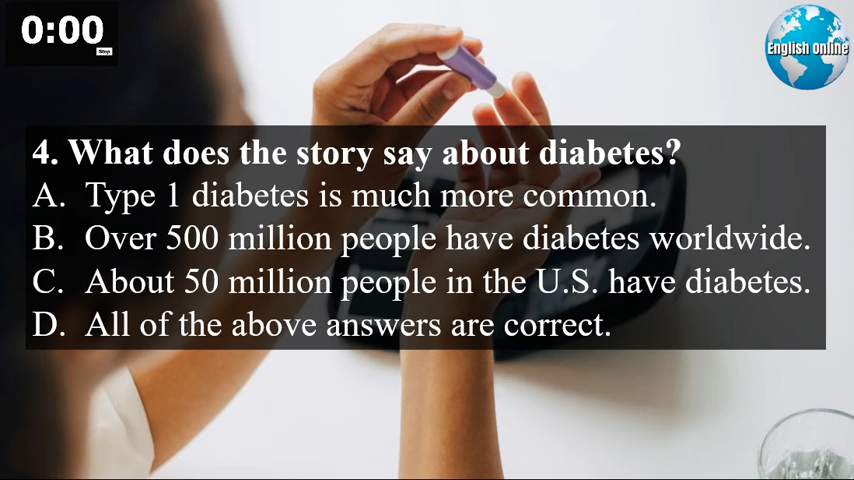 0:00
Stop
English online
4. What does the story say about diabetes?
A. Type 1 diabetes is much more common.
B. Over 500 million people have diabetes worldwide.
C. About 50 million people in the U.S. have diabetes.
D. All of the above answers are correct.